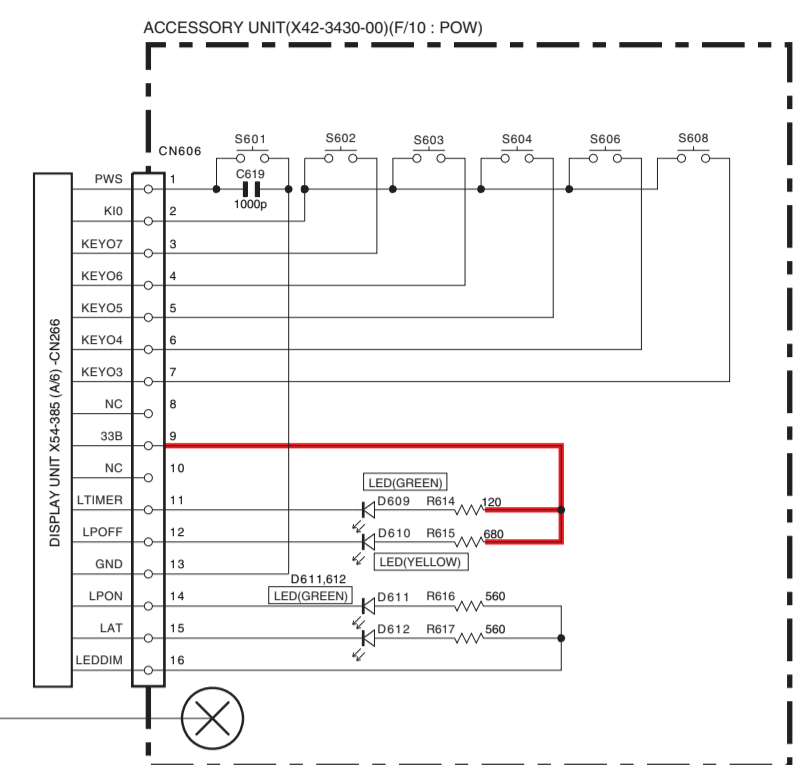 ACCESSORY UNIT(X42-3430-00)(F/10 : POW)
S601 S602 S603 S604 S606 S608
CN606
C619
1000p
DISPLAY UNIT X54-385 (A/6) -CN266
PWS 1
KI0 2
KEYO7 3
KEYO6 4
KEYO5 5
KEYO4 6
KEYO3 7
NC 8
33B 9
NC 10
LED(GREEN)
LTIMER 11 D609 R614 120
LPOFF 12 D610 R615 680
LED(YELLOW)
GND 13
D611,612
LED(GREEN)
LPON 14 D611 R616 560
LAT 15 D612 R617 560
LEDDIM 16